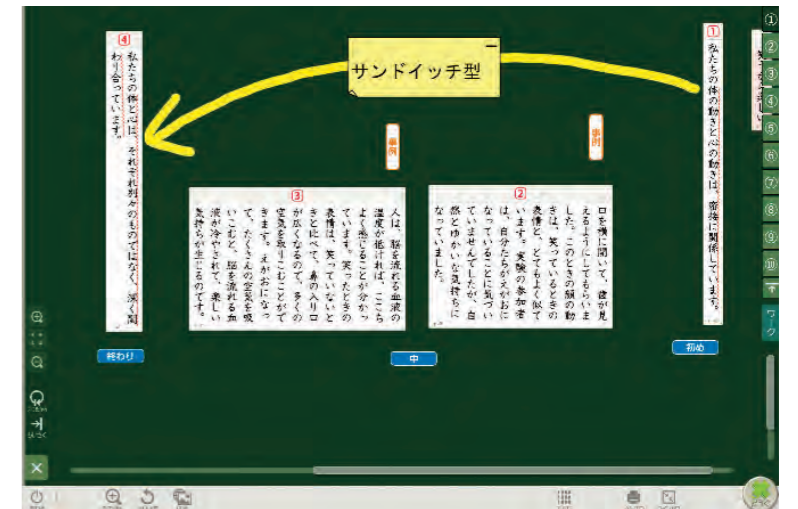 サンドイッチ型
①
私たちの体の動きと心の動きは、密接に関係しています。
初め
事例
②
口を横に開いて、歯が見
えるようにしてもらいま
した。このときの顔の動
きは、笑っているときの
表情と、とてもよく似て
います。実験の参加者
は、自分たちがえがおに
なっていることに気づい
ていませんでしたが、自
然とゆかいな気持ちに
なっていました。
事例
③
人は、脳を流れる血液の
温度が低ければ、ここち
よく感じることが分かっ
ています。笑ったときの
表情は、笑っていないと
きと比べて、鼻の入り口
が広くなるので、多くの
空気を取りこむことがで
きます。えがおになっ
て、たくさんの空気を吸
いこむと、脳を流れる血
液が冷やされて、楽しい
気持ちが生じるのです。
中
④
私たちの体と心は、それぞれ別々のものではなく、深く関
わり合っています。
終わり
①
②
③
④
⑤
⑥
⑦
⑧
⑨
⑩
ワーク